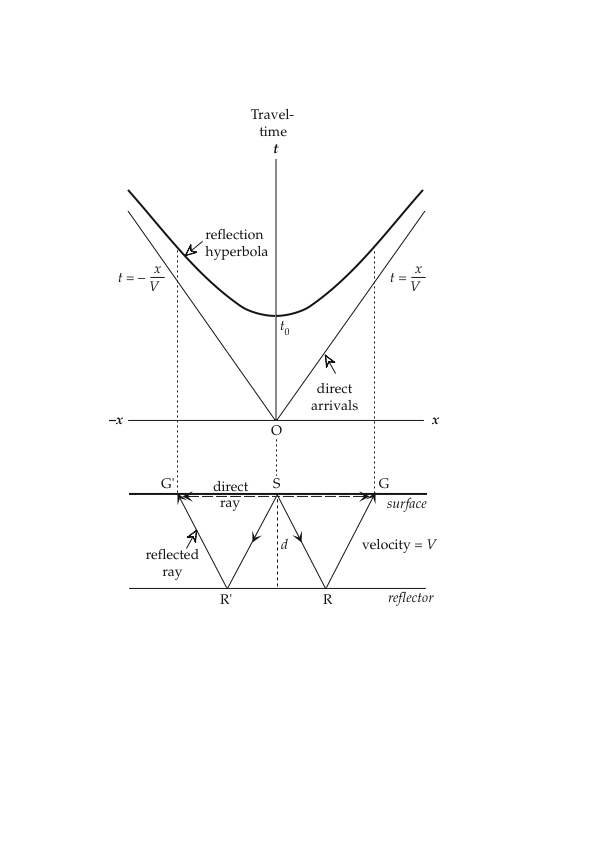 Travel-
time
t
reflection
hyperbola
t = – x/V
t = x/V
t0
direct
arrivals
–x
x
O
G'
direct
ray
S
G
surface
reflected
ray
d
velocity = V
R'
R
reflector